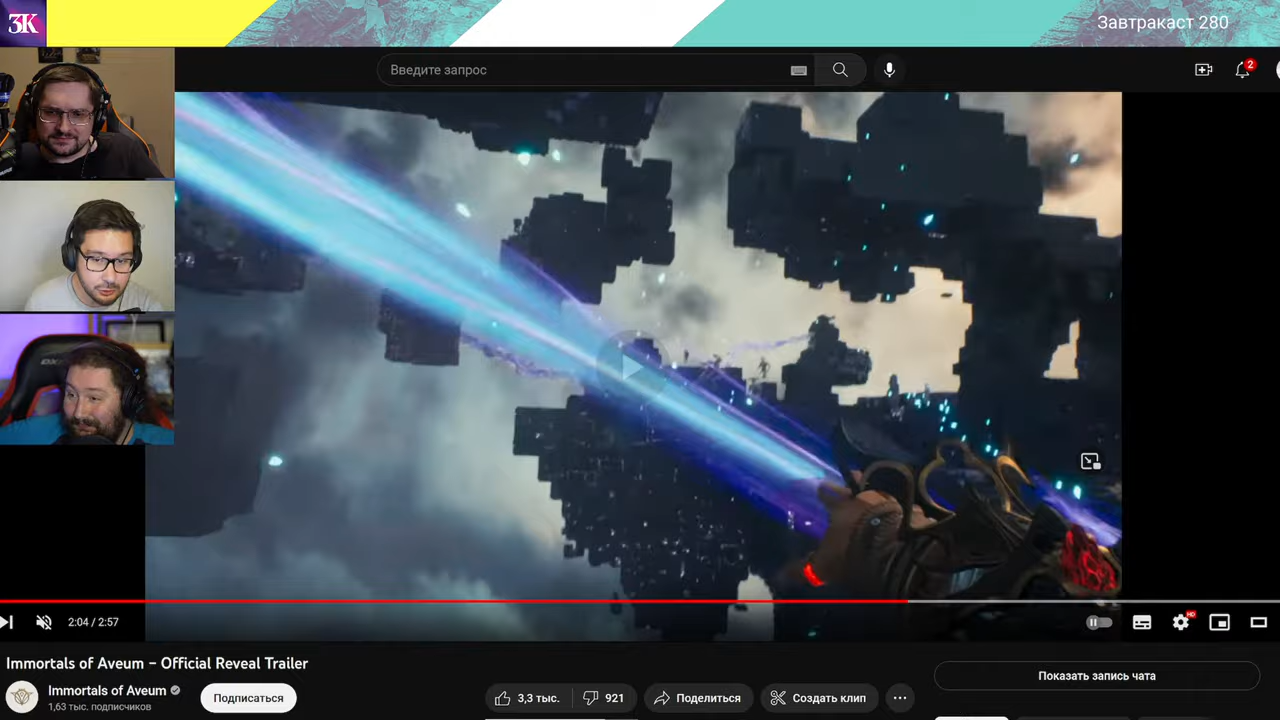 ЗК
Завтракаст 280
Введите запрос
2
2:04 / 2:57
HD
Immortals of Aveum – Official Reveal Trailer
Immortals of Aveum
1,63 тыс. подписчиков
Подписаться
3,3 тыс.
921
Поделиться
Создать клип
Показать запись чата